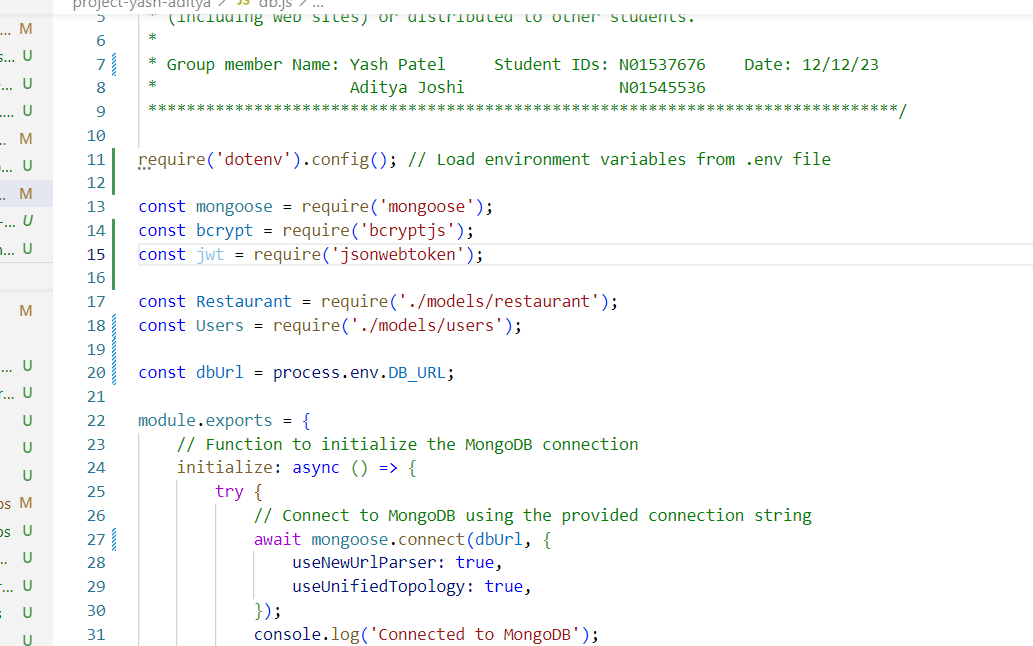 project-yash-aditya > JS db.js > ...
5 * (including web sites) or distributed to other students.
6 *
7 * Group member Name: Yash Patel     Student IDs: N01537676    Date: 12/12/23
8 *                    Aditya Joshi                N01545536
9 ******************************************************************************/
10
11 require('dotenv').config(); // Load environment variables from .env file
12
13 const mongoose = require('mongoose');
14 const bcrypt = require('bcryptjs');
15 const jwt = require('jsonwebtoken');
16
17 const Restaurant = require('./models/restaurant');
18 const Users = require('./models/users');
19
20 const dbUrl = process.env.DB_URL;
21
22 module.exports = {
23     // Function to initialize the MongoDB connection
24     initialize: async () => {
25         try {
26             // Connect to MongoDB using the provided connection string
27             await mongoose.connect(dbUrl, {
28                 useNewUrlParser: true,
29                 useUnifiedTopology: true,
30             });
31             console.log('Connected to MongoDB');
... M
s... U
... U
... U
... M
... U
... M
-... U
n... U
M
... U
r... U
U
U
U
os M
os U
... U
r... U
s U
U